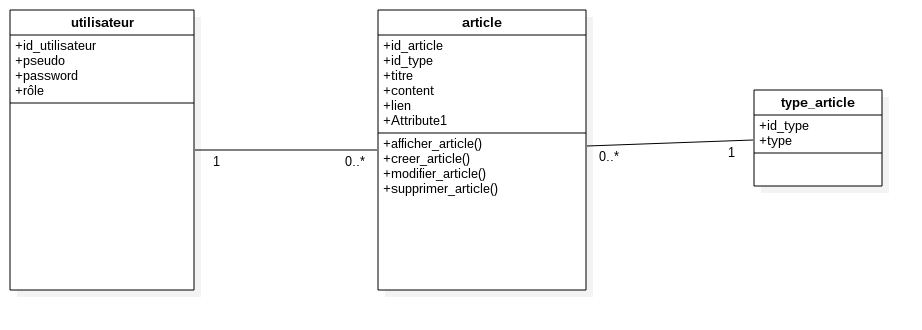 utilisateur
+id_utilisateur
+pseudo
+password
+rôle
article
+id_article
+id_type
+titre
+content
+lien
+Attribute1
+afficher_article()
+creer_article()
+modifier_article()
+supprimer_article()
type_article
+id_type
+type
1
0..*
0..*
1